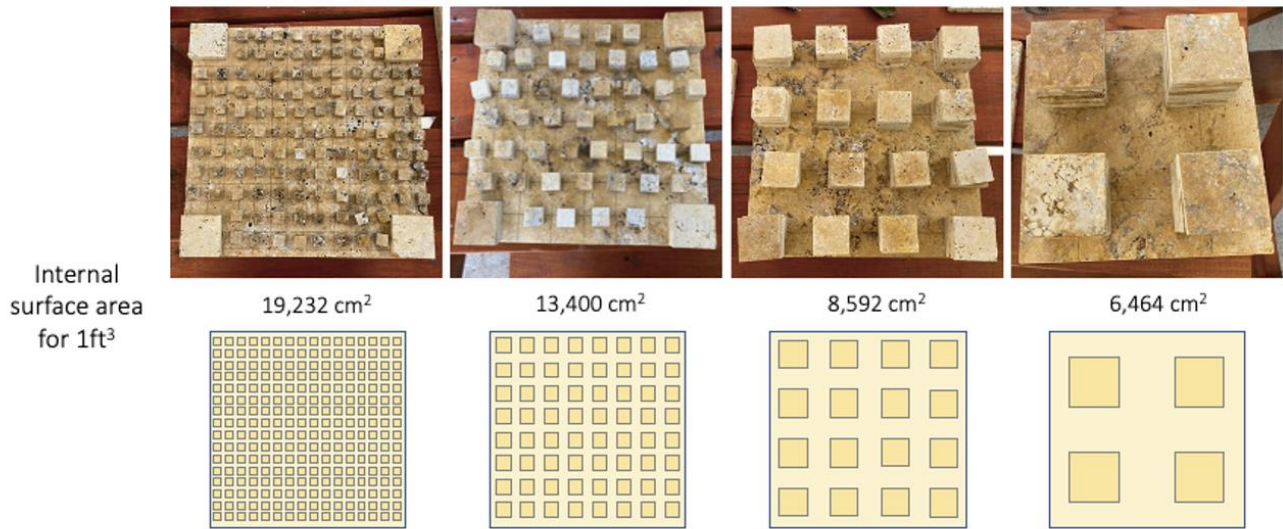 Internal
surface area
for 1ft³
19,232 cm²
13,400 cm²
8,592 cm²
6,464 cm²